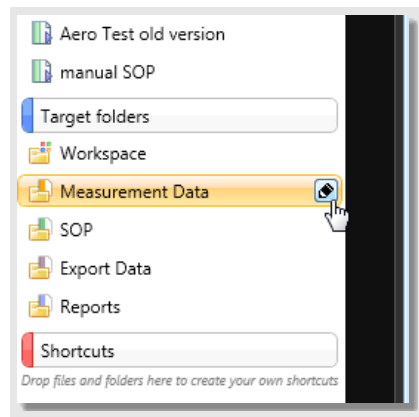 Aero Test old version
manual SOP
Target folders
Workspace
Measurement Data
SOP
Export Data
Reports
Shortcuts
Drop files and folders here to create your own shortcuts